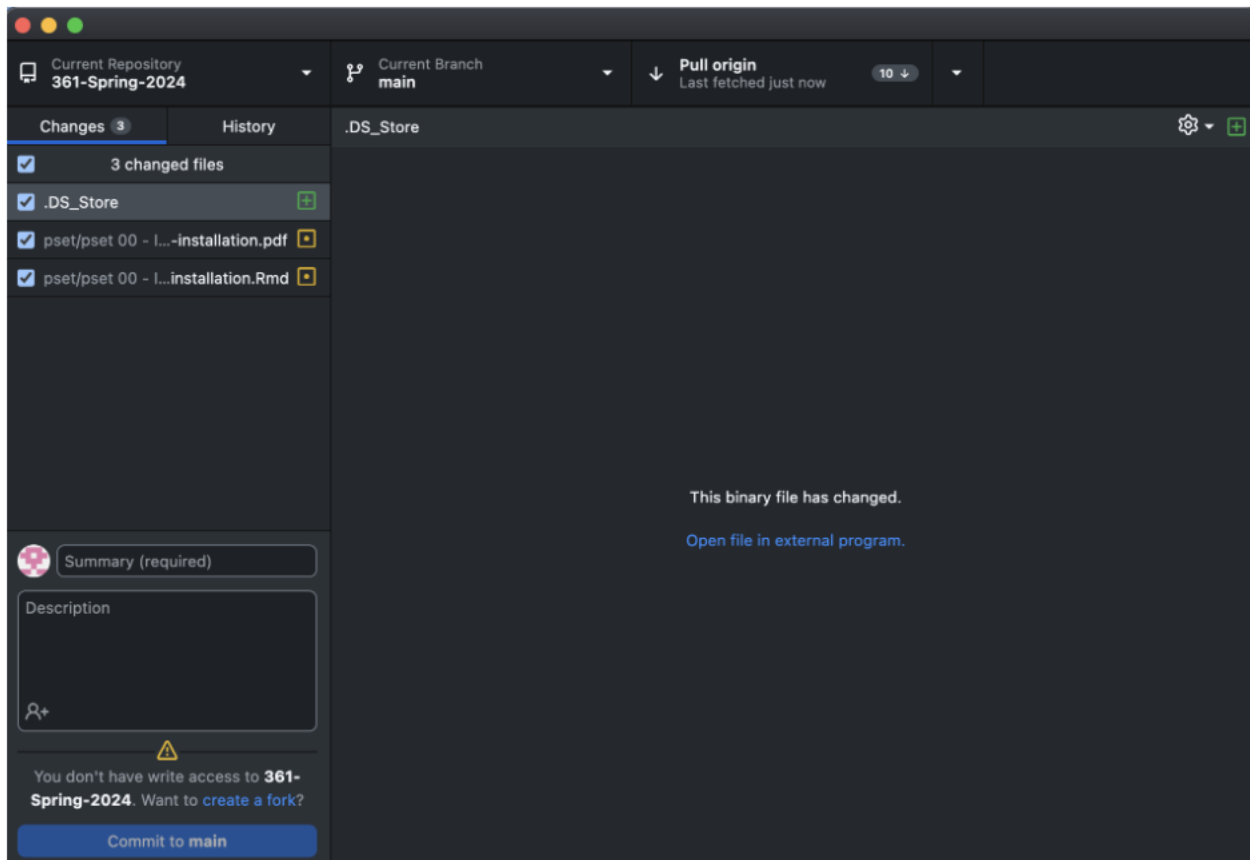 Current Repository
361-Spring-2024
Current Branch
main
Pull origin
Last fetched just now
10
Changes 3
History
3 changed files
.DS_Store
pset/pset 00 - I...-installation.pdf
pset/pset 00 - I...installation.Rmd
.DS_Store
This binary file has changed.
Open file in external program.
Summary (required)
Description
You don't have write access to 361-
Spring-2024. Want to create a fork?
Commit to main